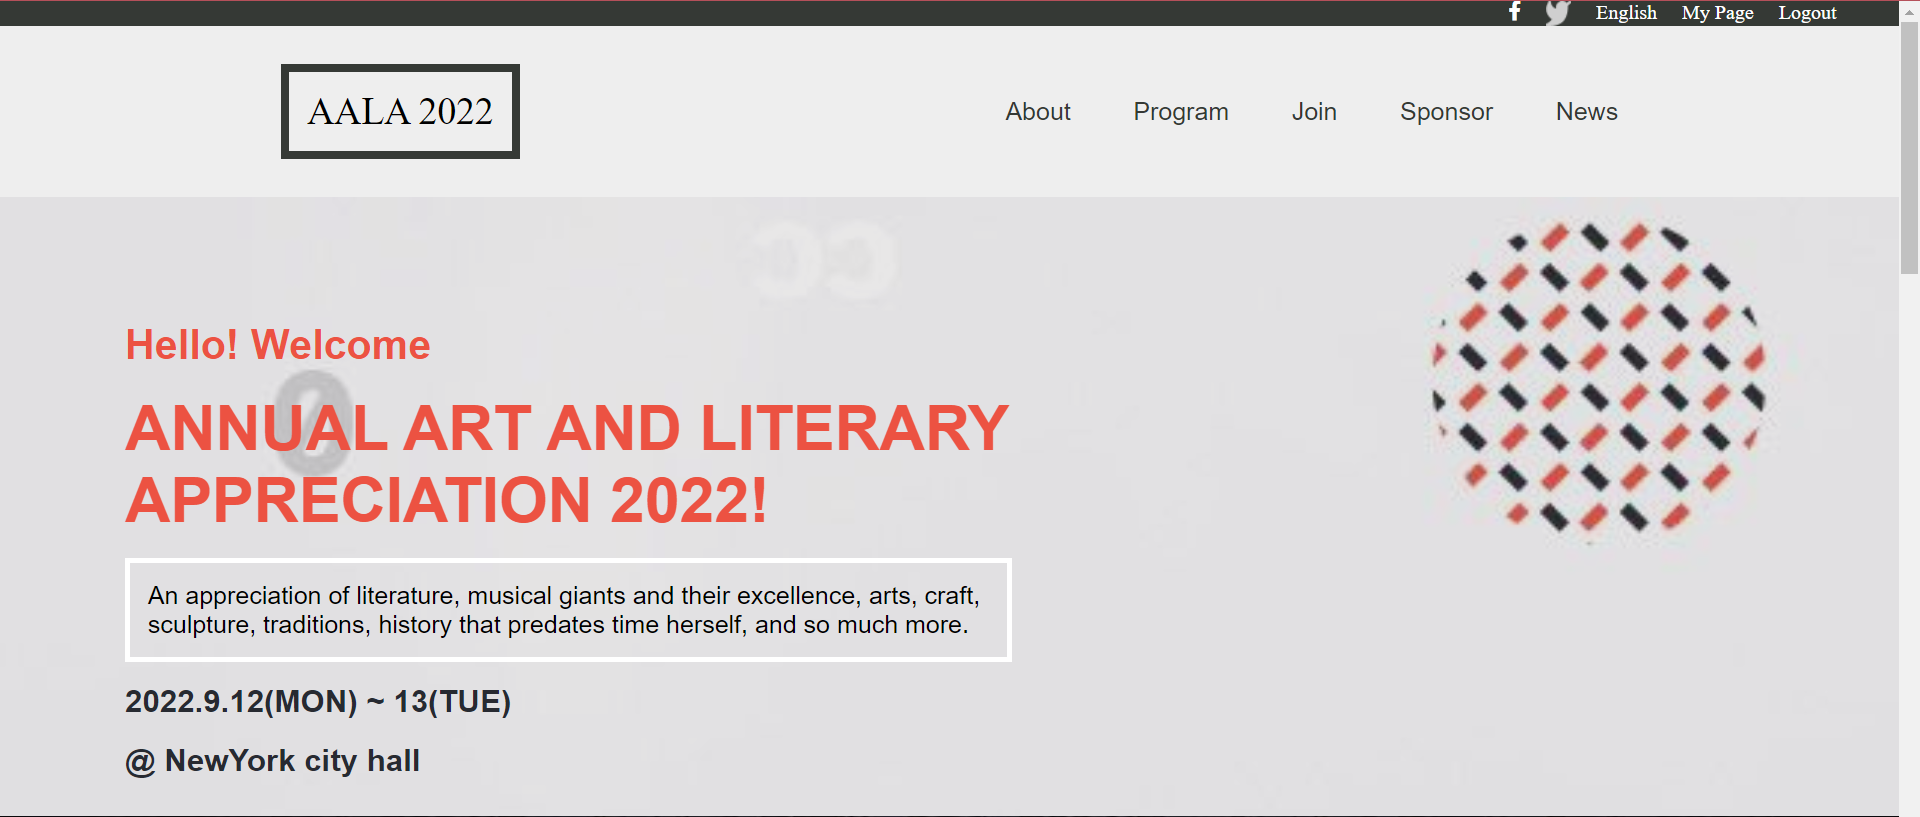 English My Page Logout
AALA 2022
About Program Join Sponsor News
Hello! Welcome
ANNUAL ART AND LITERARY
APPRECIATION 2022!
An appreciation of literature, musical giants and their excellence, arts, craft,
sculpture, traditions, history that predates time herself, and so much more.
2022.9.12(MON) ~ 13(TUE)
@ NewYork city hall